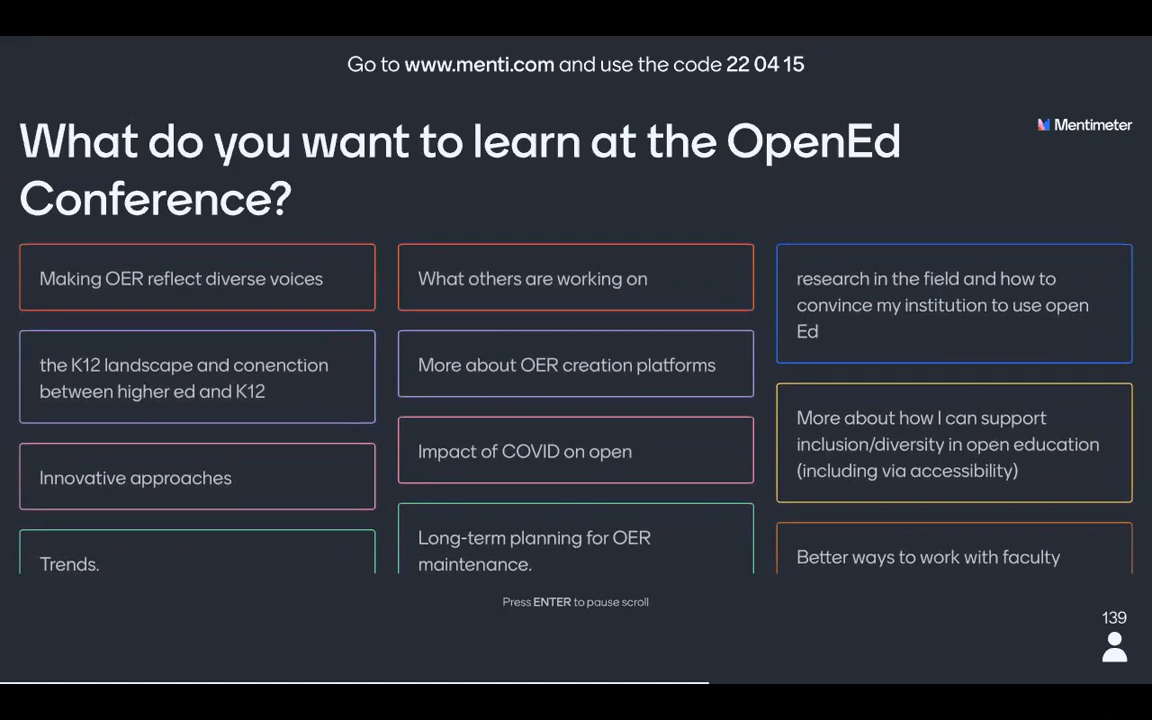 Go to www.menti.com and use the code 22 04 15
What do you want to learn at the OpenEd
Conference?
Mentimeter
Making OER reflect diverse voices
the K12 landscape and conenction
between higher ed and K12
Innovative approaches
Trends.
What others are working on
More about OER creation platforms
Impact of COVID on open
Long-term planning for OER
maintenance.
research in the field and how to
convince my institution to use open
Ed
More about how I can support
inclusion/diversity in open education
(including via accessibility)
Better ways to work with faculty
Press ENTER to pause scroll
139